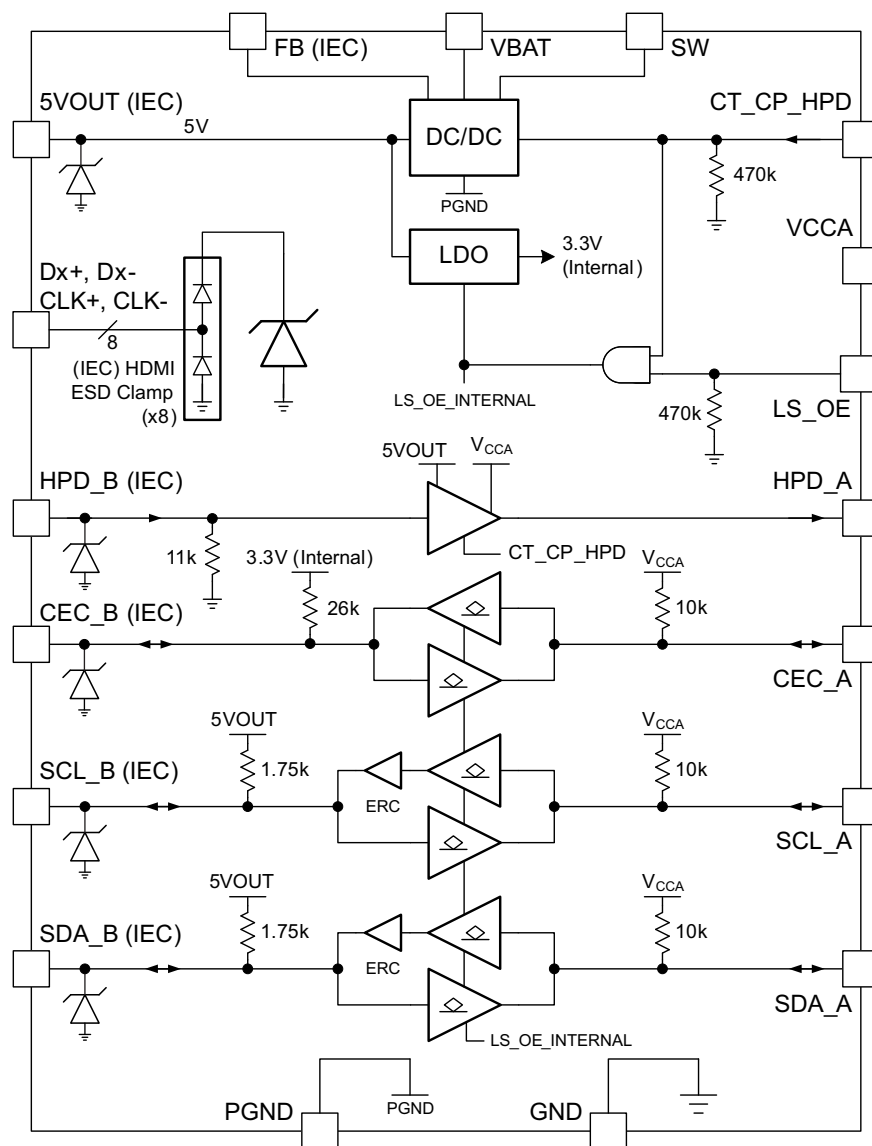 FB (IEC)
VBAT
SW
5VOUT (IEC)
5V
DC/DC
CT_CP_HPD
470k
PGND
VCCA
LDO
3.3V
(Internal)
Dx+, Dx-
CLK+, CLK-
8
(IEC) HDMI
ESD Clamp
(x8)
LS_OE_INTERNAL
470k
LS_OE
5VOUT
VCCA
HPD_B (IEC)
HPD_A
11k
CT_CP_HPD
3.3V (Internal)
26k
VCCA
10k
CEC_B (IEC)
CEC_A
5VOUT
1.75k
VCCA
10k
SCL_B (IEC)
ERC
SCL_A
5VOUT
1.75k
VCCA
10k
SDA_B (IEC)
ERC
SDA_A
LS_OE_INTERNAL
PGND
PGND
GND